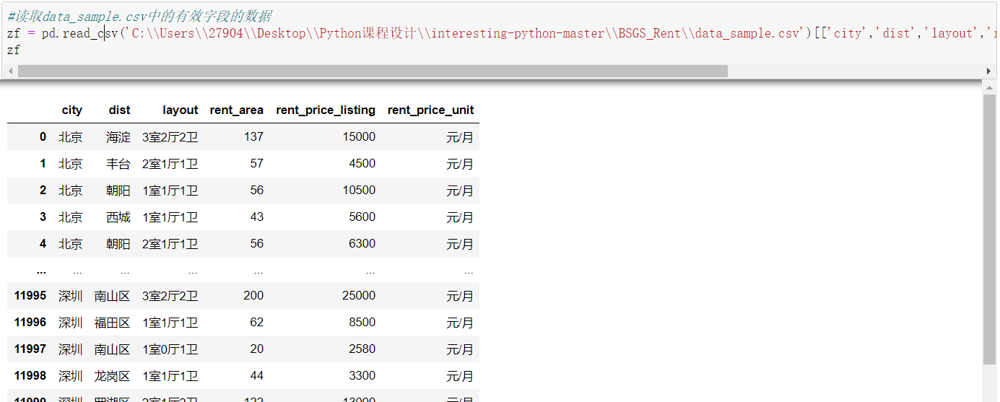 #读取data_sample.csv中的有效字段的数据
zf = pd.read_csv('C:\\Users\\27904\\Desktop\\Python课程设计\\interesting-python-master\\BSGS_Rent\\data_sample.csv')[['city','dist','layout','
zf
city dist layout rent_area rent_price_listing rent_price_unit
0 北京 海淀 3室2厅2卫 137 15000 元/月
1 北京 丰台 2室1厅1卫 57 4500 元/月
2 北京 朝阳 1室1厅1卫 56 10500 元/月
3 北京 西城 1室1厅1卫 43 5600 元/月
4 北京 朝阳 2室1厅1卫 56 6300 元/月
... ... ... ... ... ... ...
11995 深圳 南山区 3室2厅2卫 200 25000 元/月
11996 深圳 福田区 1室1厅1卫 62 8500 元/月
11997 深圳 南山区 1室0厅1卫 20 2580 元/月
11998 深圳 龙岗区 1室1厅1卫 44 3300 元/月
11999 深圳 罗湖区 122 13000 元/月